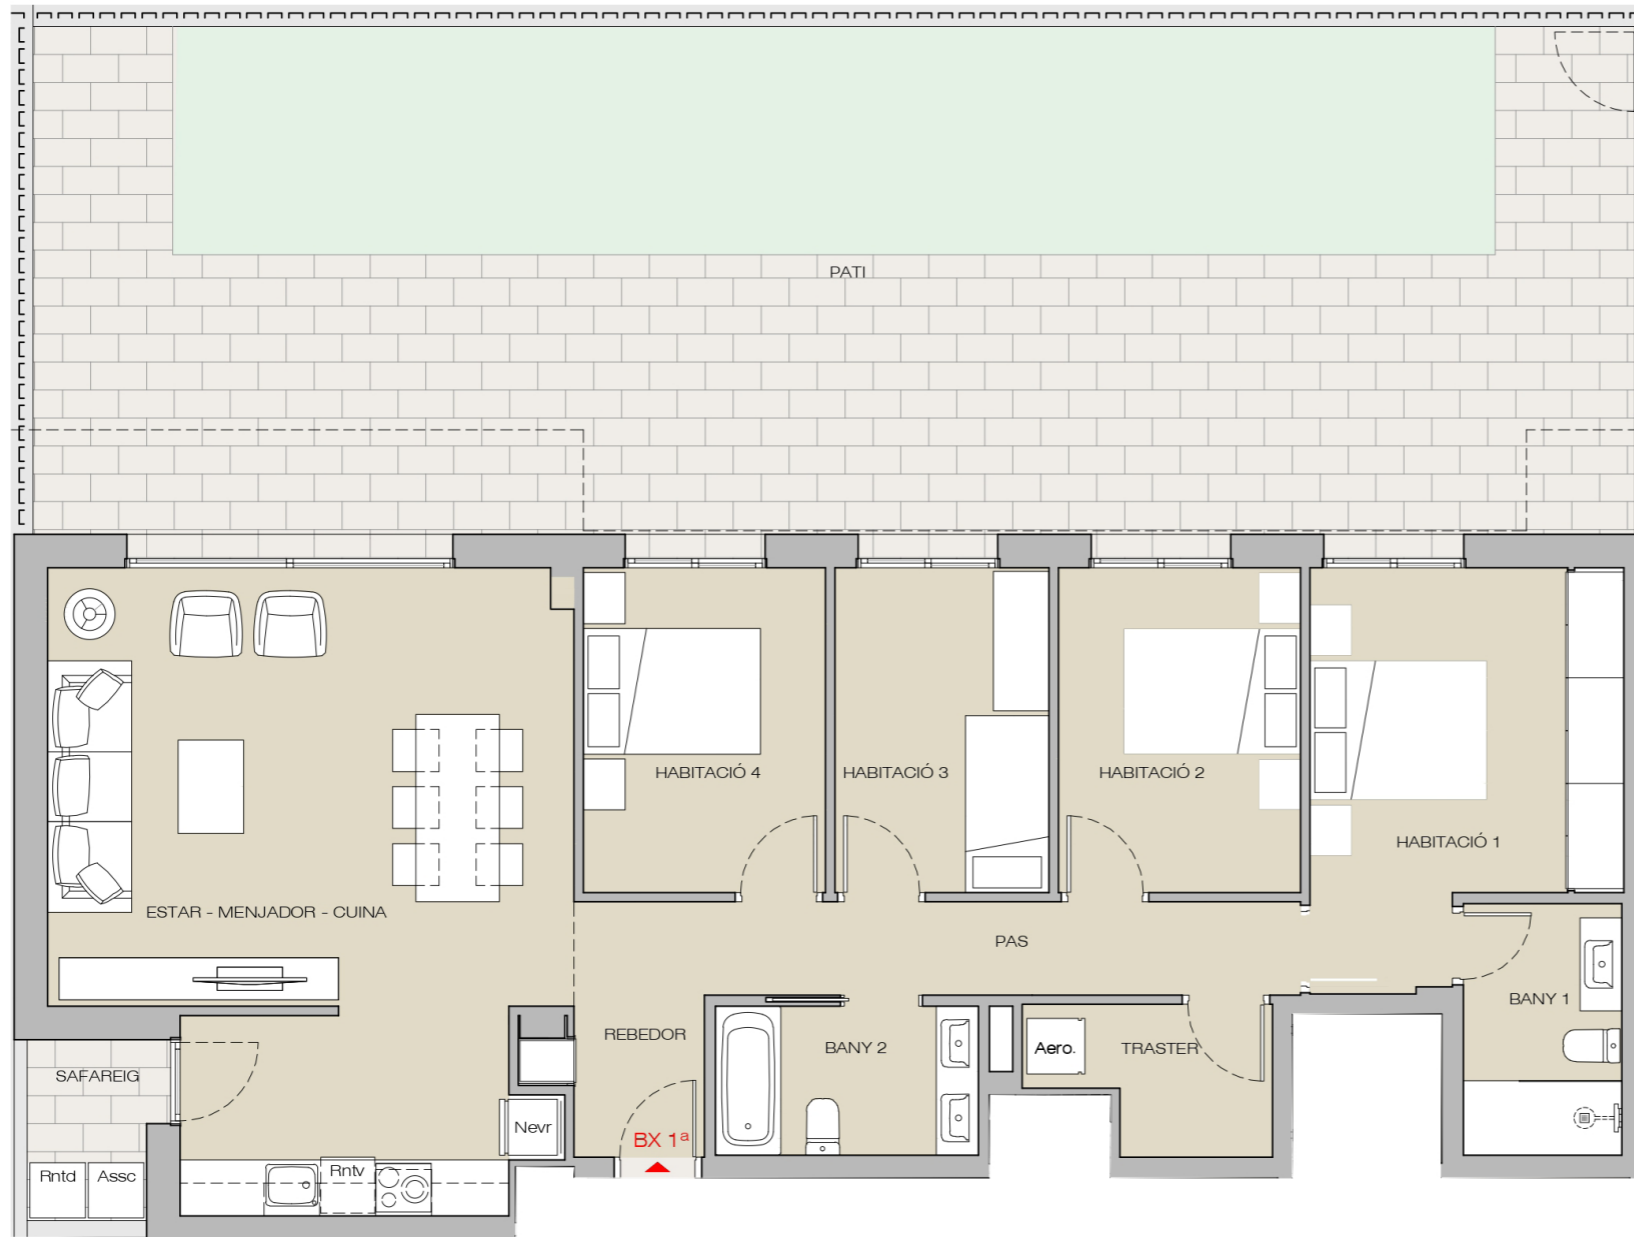 PATI
HABITACIÓ 4
HABITACIÓ 3
HABITACIÓ 2
HABITACIÓ 1
ESTAR - MENJADOR - CUINA
PAS
BANY 1
REBEDOR
BANY 2
Aero.
TRASTER
SAFAREIG
Nevr
BX 1ª
Rntd
Assc
Rntv